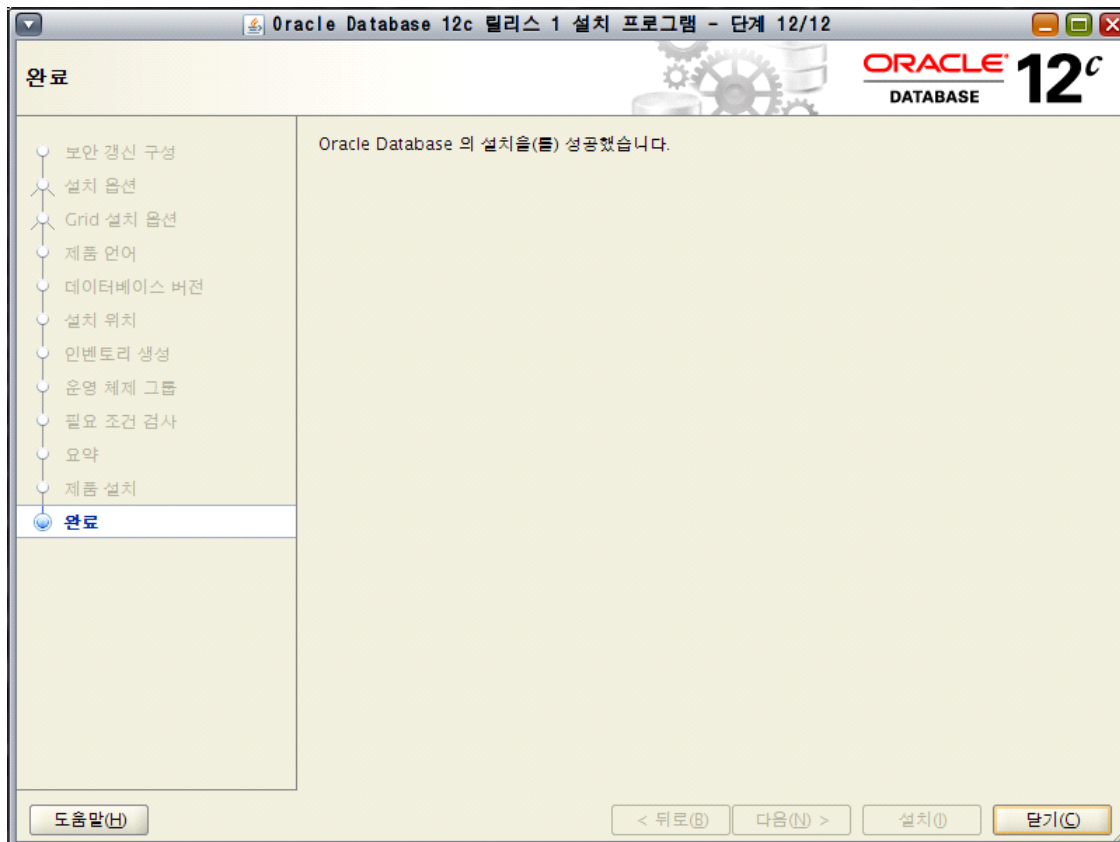 Oracle Database 12c 릴리스 1 설치 프로그램 - 단계 12/12
완료
ORACLE
DATABASE
12c
보안 갱신 구성
설치 옵션
Grid 설치 옵션
제품 언어
데이터베이스 버전
설치 위치
인벤토리 생성
운영 체제 그룹
필요 조건 검사
요약
제품 설치
완료
Oracle Database 의 설치을(를) 성공했습니다.
도움말(H)
< 뒤로(B)
다음(N) >
설치(I)
닫기(C)